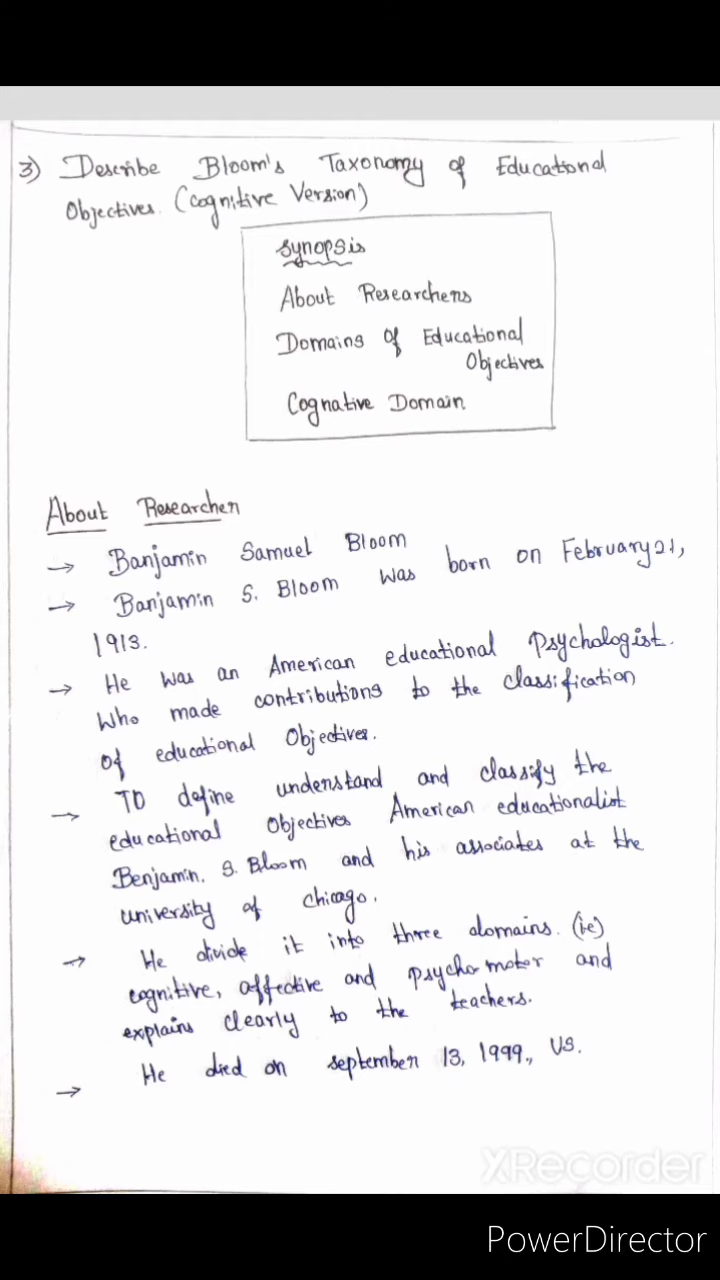 3) Describe Bloom's Taxonomy of Educational
Objectives. (Cognitive Version)
Synopsis
About Researchers
Domains of Educational
Objectives
Cognative Domain
About Researcher
→ Banjamin Samuel Bloom
→ Banjamin S. Bloom was born on February 21,
1913.
→ He was an American educational Psychologist.
Who made contributions to the classification
of educational Objectives.
→ TO define understand and classify the
educational Objectives American educationalist
Benjamin. S. Bloom and his associates at the
university of chicago.
→ He divide it into three domains. (i.e)
cognitive, affective and psycho motor and
explains clearly to the teachers.
→ He died on september 13, 1999., US.
XRecorder
PowerDirector